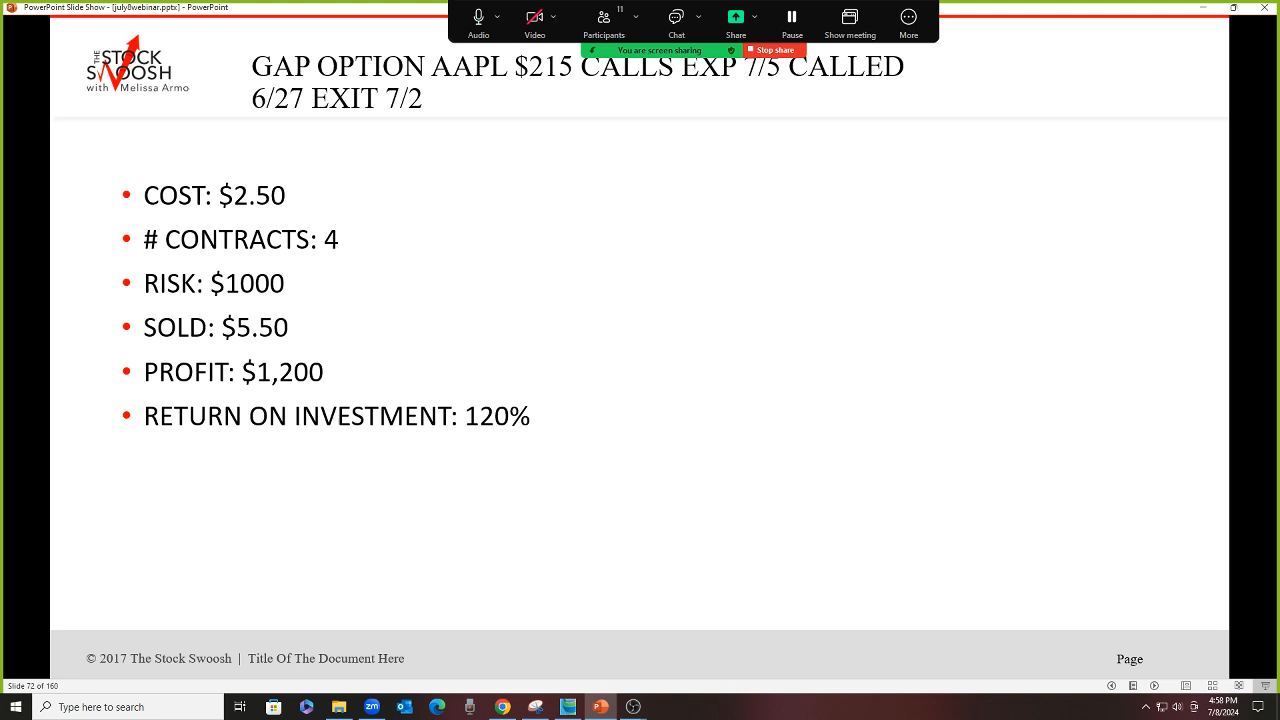 PowerPoint Slide Show - [july8webinar.pptx] - PowerPoint
Audio
Video
11
Participants
Chat
Share
Pause
Show meeting
More
You are screen sharing
Stop share
THE STOCK
SWOOSH
with Melissa Armo
GAP OPTION AAPL $215 CALLS EXP 7/5 CALLED
6/27 EXIT 7/2
• COST: $2.50
• # CONTRACTS: 4
• RISK: $1000
• SOLD: $5.50
• PROFIT: $1,200
• RETURN ON INVESTMENT: 120%
© 2017 The Stock Swoosh | Title Of The Document Here
Page
Slide 72 of 160
Type here to search
zm
4:58 PM
7/8/2024